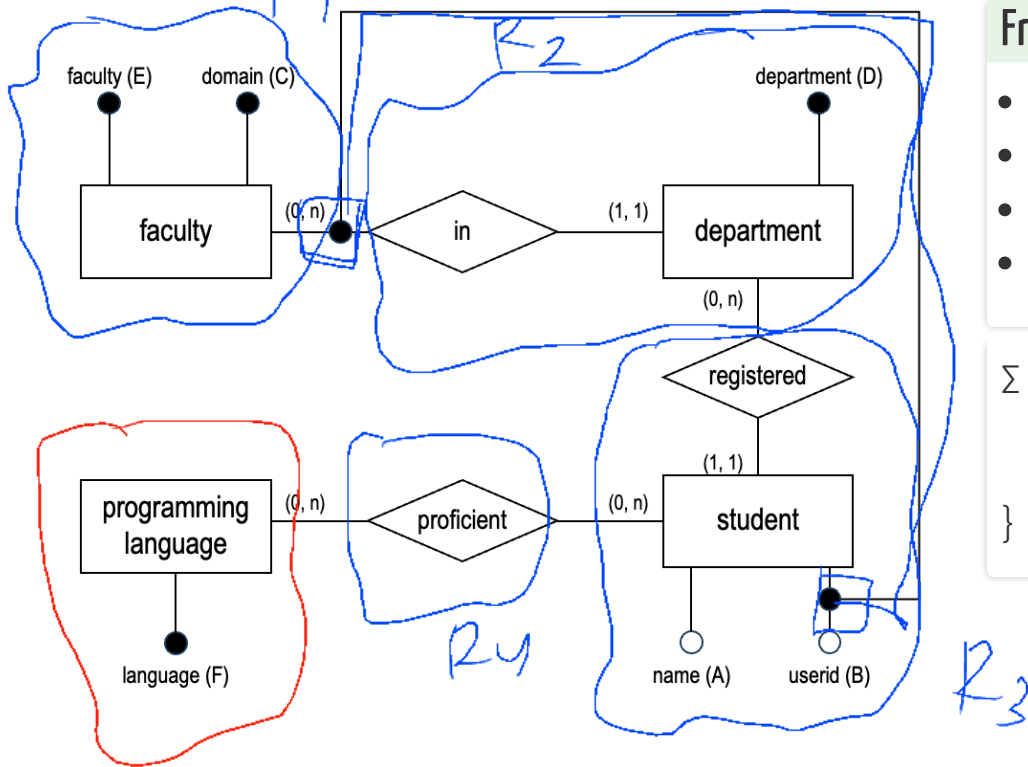 Fr
R2
faculty (E)
domain (C)
department (D)
(0, n)
(1, 1)
faculty
in
department
(0, n)
registered
(1, 1)
programming
language
(0, n)
proficient
(0, n)
student
language (F)
R4
name (A)
userid (B)
R3
Σ
}